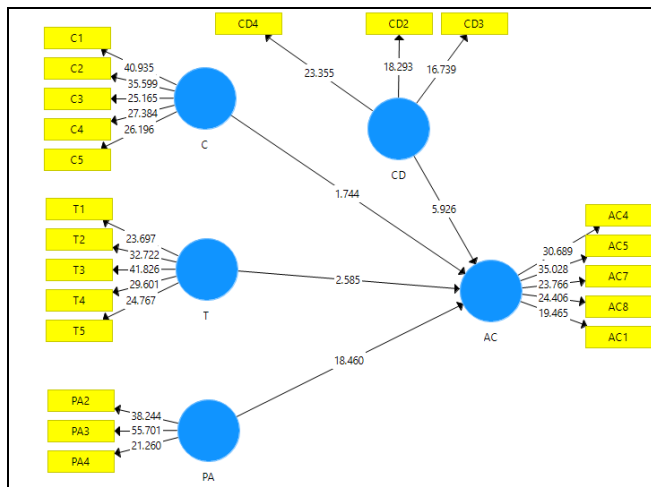 CD4
CD2
CD3
C1
C2
C3
C4
C5
40.935
35.599
25.165
27.384
26.196
C
23.355
18.293
16.739
CD
1.744
5.926
T1
T2
T3
T4
T5
23.697
32.722
41.826
29.601
24.767
T
2.585
AC
30.689
35.028
23.766
24.406
19.465
AC4
AC5
AC7
AC8
AC1
18.460
PA2
PA3
PA4
38.244
55.701
21.260
PA